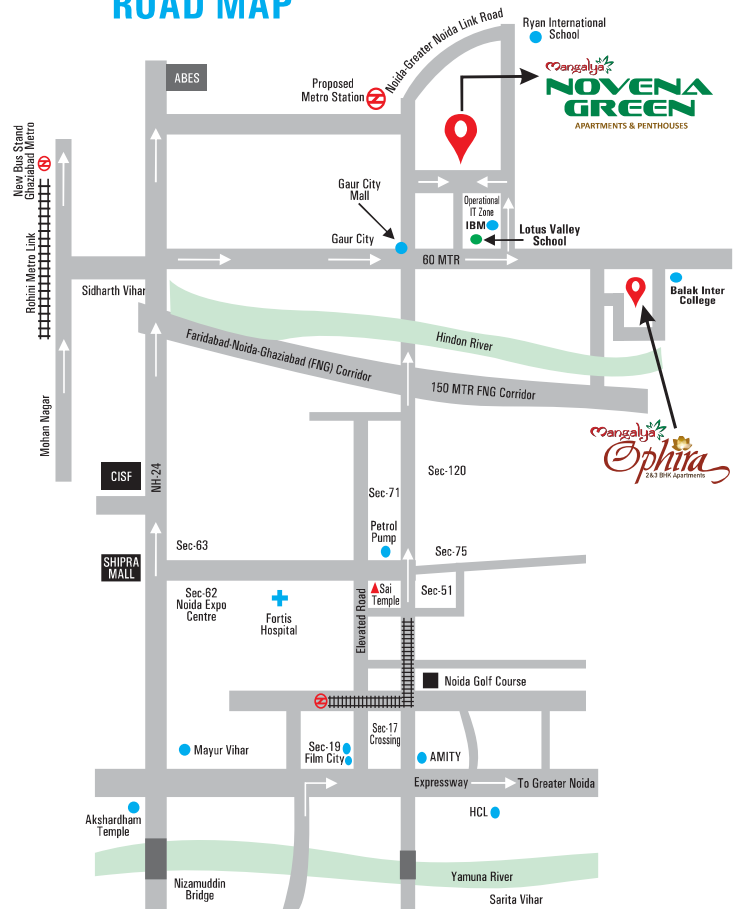 ROAD MAP
Noida-Greater Noida Link Road
Ryan International
School
ABES
Proposed
Metro Station
Mangalya
NOVENA
GREEN
APARTMENTS & PENTHOUSES
New Bus Stand
Ghaziabad Metro
Rohini Metro Link
Gaur City
Mall
Operational
IT Zone
IBM
Lotus Valley
School
Gaur City
60 MTR
Sidharth Vihar
Balak Inter
College
Hindon River
Faridabad-Noida-Ghaziabad (FNG) Corridor
150 MTR FNG Corridor
Mohan Nagar
Mangalya
Ophira
2&3 BHK Apartments
CISF
NH-24
Sec-120
Sec-71
Petrol
Pump
Sec-63
Sec-75
SHIPRA
MALL
Sec-62
Noida Expo
Centre
Fortis
Hospital
Elevated Road
Sai
Temple
Sec-51
Noida Golf Course
Sec-17
Crossing
Mayur Vihar
Sec-19
Film City
AMITY
Expressway
To Greater Noida
Akshardham
Temple
HCL
Yamuna River
Nizamuddin
Bridge
Sarita Vihar